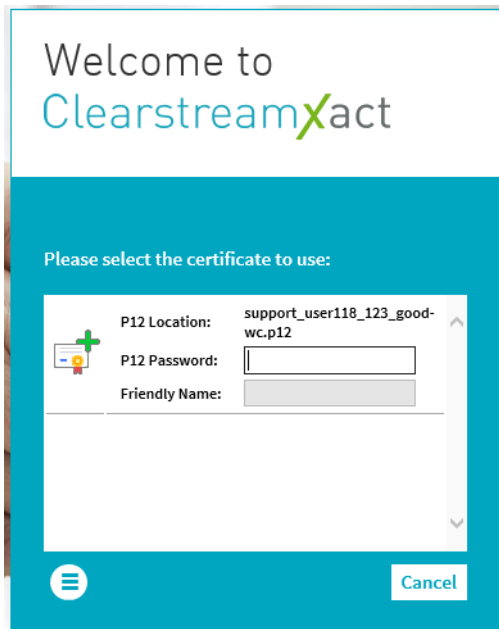 Welcome to
ClearstreamXact
Please select the certificate to use:
P12 Location:
support_user118_123_good-
wc.p12
P12 Password:
Friendly Name:
Cancel